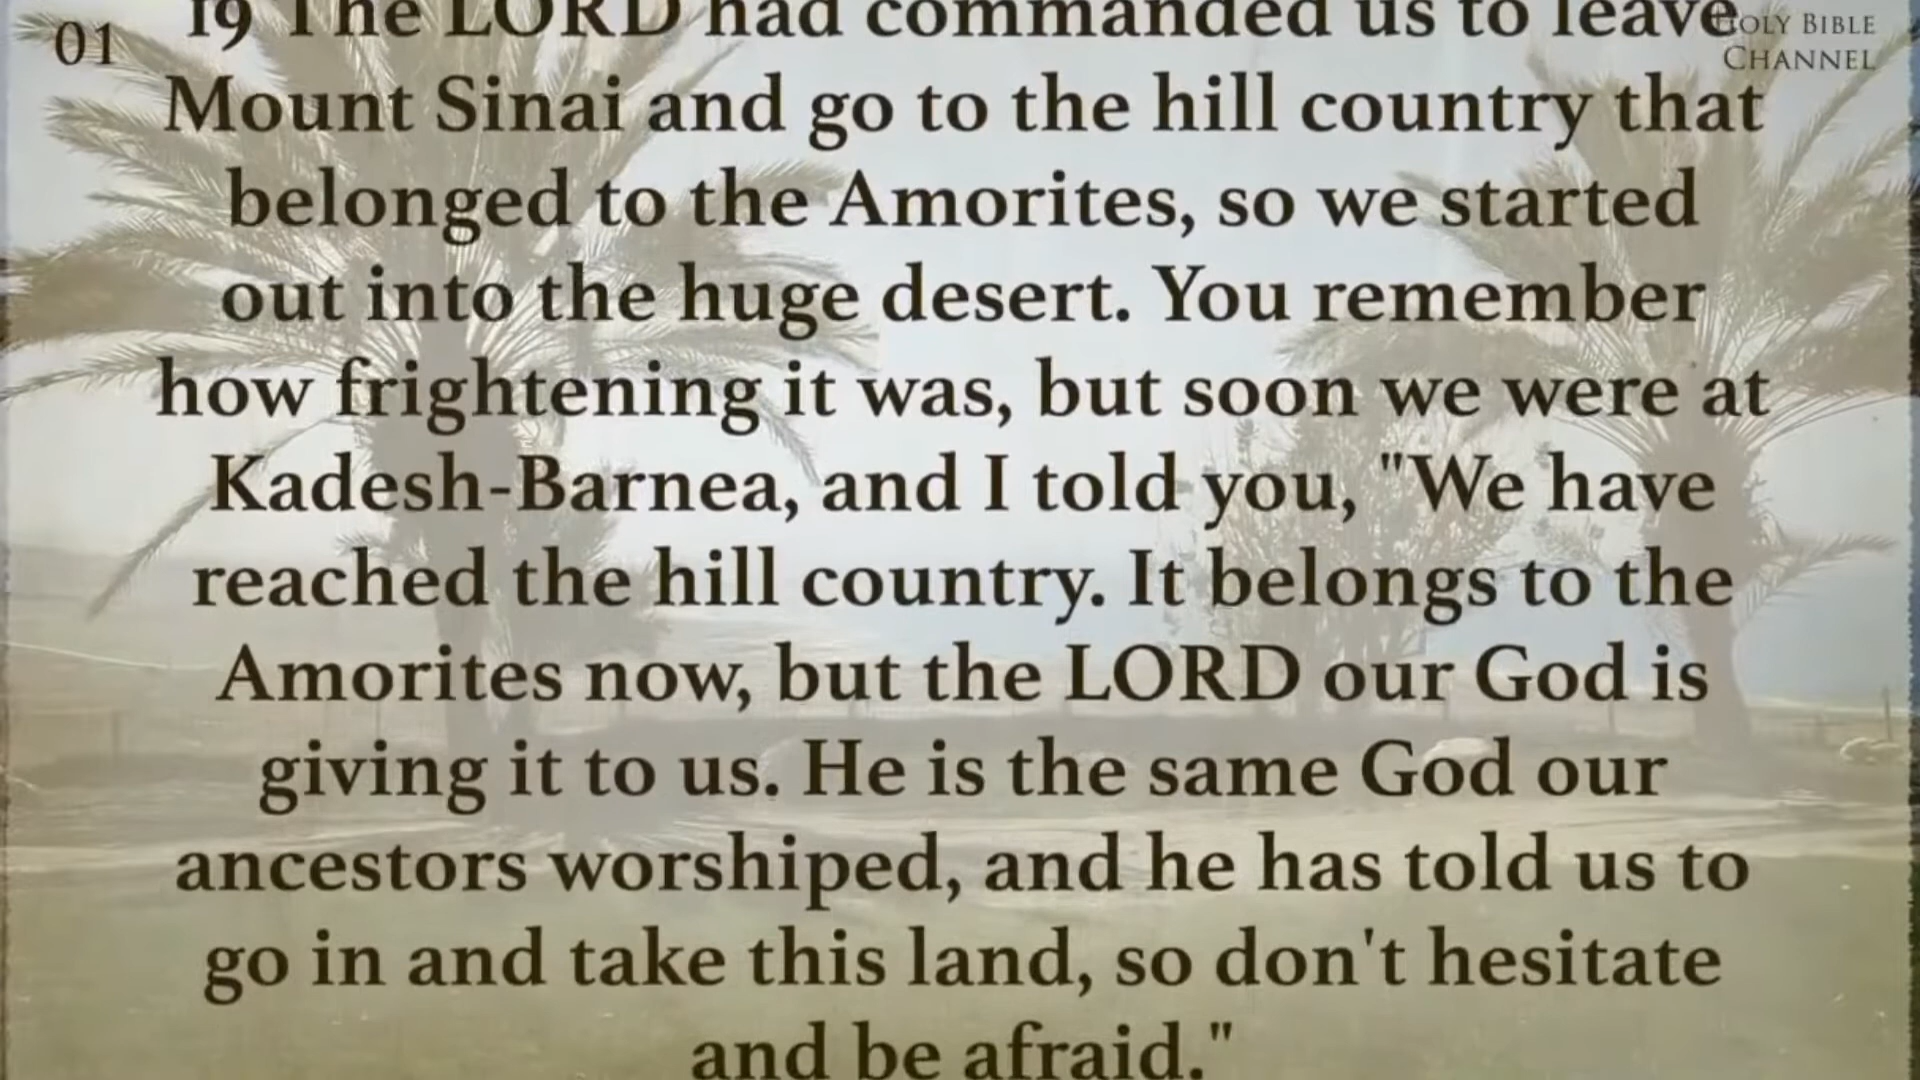 01
19 The LORD had commanded us to leave
HOLY BIBLE
CHANNEL
Mount Sinai and go to the hill country that
belonged to the Amorites, so we started
out into the huge desert. You remember
how frightening it was, but soon we were at
Kadesh-Barnea, and I told you, "We have
reached the hill country. It belongs to the
Amorites now, but the LORD our God is
giving it to us. He is the same God our
ancestors worshiped, and he has told us to
go in and take this land, so don't hesitate
and be afraid."